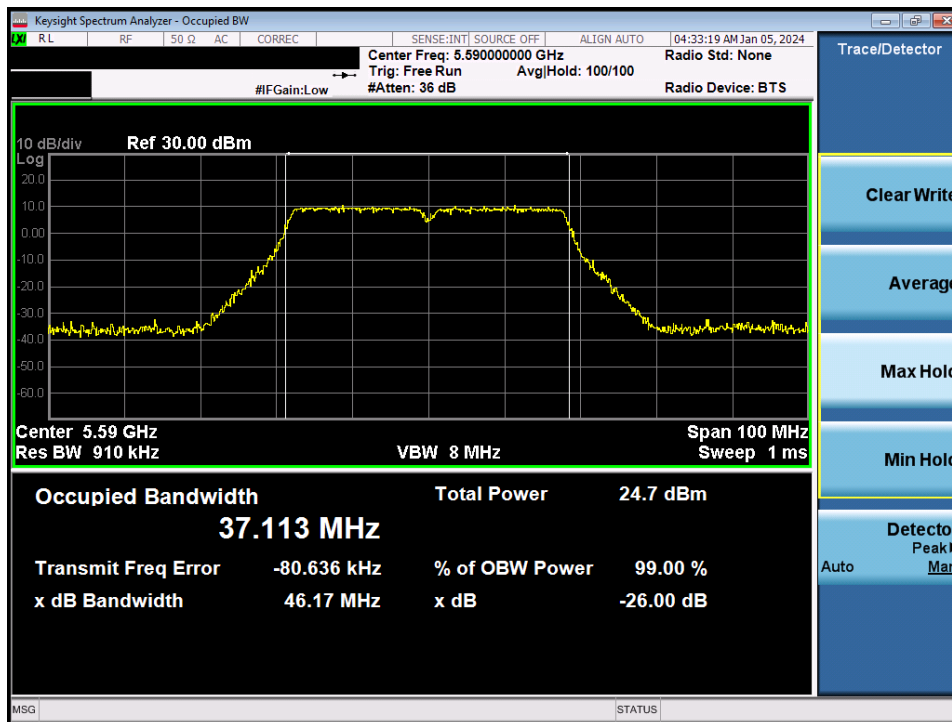 Keysight Spectrum Analyzer - Occupied BW
LXI RL RF 50 Ω AC CORREC SENSE:INT SOURCE OFF ALIGN AUTO 04:33:19 AM Jan 05, 2024
Center Freq: 5.590000000 GHz Radio Std: None
Trig: Free Run Avg|Hold: 100/100
#IFGain:Low #Atten: 36 dB Radio Device: BTS
Trace/Detector
10 dB/div Ref 30.00 dBm
Log
20.0
10.0
0.00
-10.0
-20.0
-30.0
-40.0
-50.0
-60.0
Center 5.59 GHz Span 100 MHz
Res BW 910 kHz VBW 8 MHz Sweep 1 ms
Occupied Bandwidth Total Power 24.7 dBm
37.113 MHz
Transmit Freq Error -80.636 kHz % of OBW Power 99.00 %
x dB Bandwidth 46.17 MHz x dB -26.00 dB
Clear Write
Average
Max Hold
Min Hold
Detecto
Peak
Auto Man
MSG STATUS